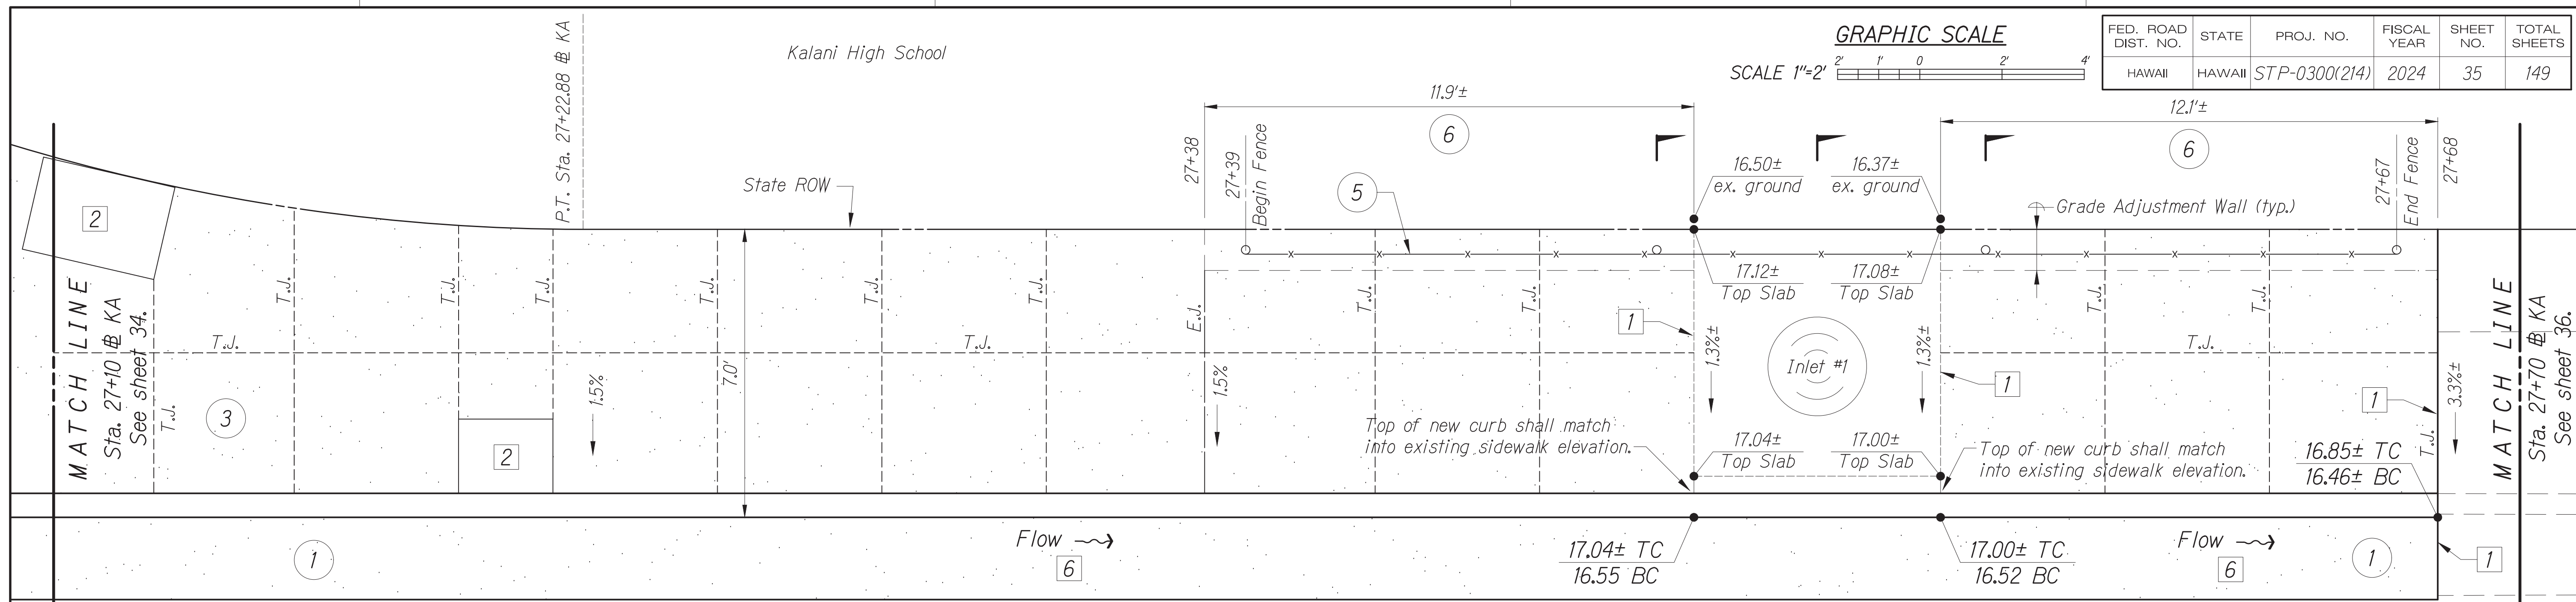 Kalani High School
GRAPHIC SCALE
SCALE 1"=2'
2' 1' 0 2' 4'
FED. ROAD DIST. NO. STATE PROJ. NO. FISCAL YEAR SHEET NO. TOTAL SHEETS
HAWAII HAWAII STP-0300(214) 2024 35 149
P.T. Sta. 27+22.88 ⅊ KA
State ROW
11.9'±
6
12.1'±
6
27+38
27+39
Begin Fence
5
16.50±
ex. ground
16.37±
ex. ground
Grade Adjustment Wall (typ.)
27+67
End Fence
27+68
2
MATCH LINE
Sta. 27+10 ⅊ KA
See sheet 34.
T.J.
T.J.
T.J.
T.J.
T.J.
T.J.
T.J.
T.J.
T.J.
T.J.
3
2
1.5%
7.0'
E.J.
1.5%
T.J.
T.J.
17.12±
Top Slab
17.08±
Top Slab
1
1.3%±
Inlet #1
1.3%±
1
T.J.
T.J.
T.J.
Top of new curb shall match
into existing sidewalk elevation.
17.04±
Top Slab
17.00±
Top Slab
Top of new curb shall match
into existing sidewalk elevation.
1
T.J.
3.3%±
16.85± TC
16.46± BC
MATCH LINE
Sta. 27+70 ⅊ KA
See sheet 36.
1
Flow
6
17.04± TC
16.55 BC
17.00± TC
16.52 BC
Flow
6
1
1